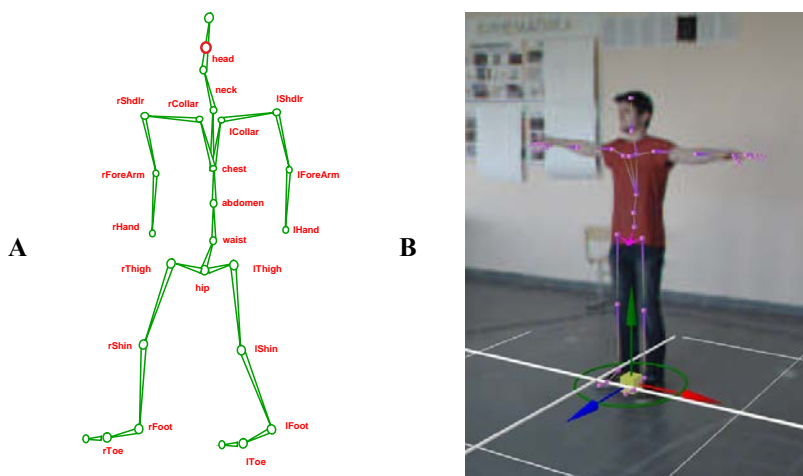 head
neck
rShdlr
rCollar
lShdlr
lCollar
chest
rForeArm
lForeArm
abdomen
rHand
lHand
waist
A
B
rThigh
lThigh
hip
rShin
lShin
rFoot
lFoot
rToe
lToe